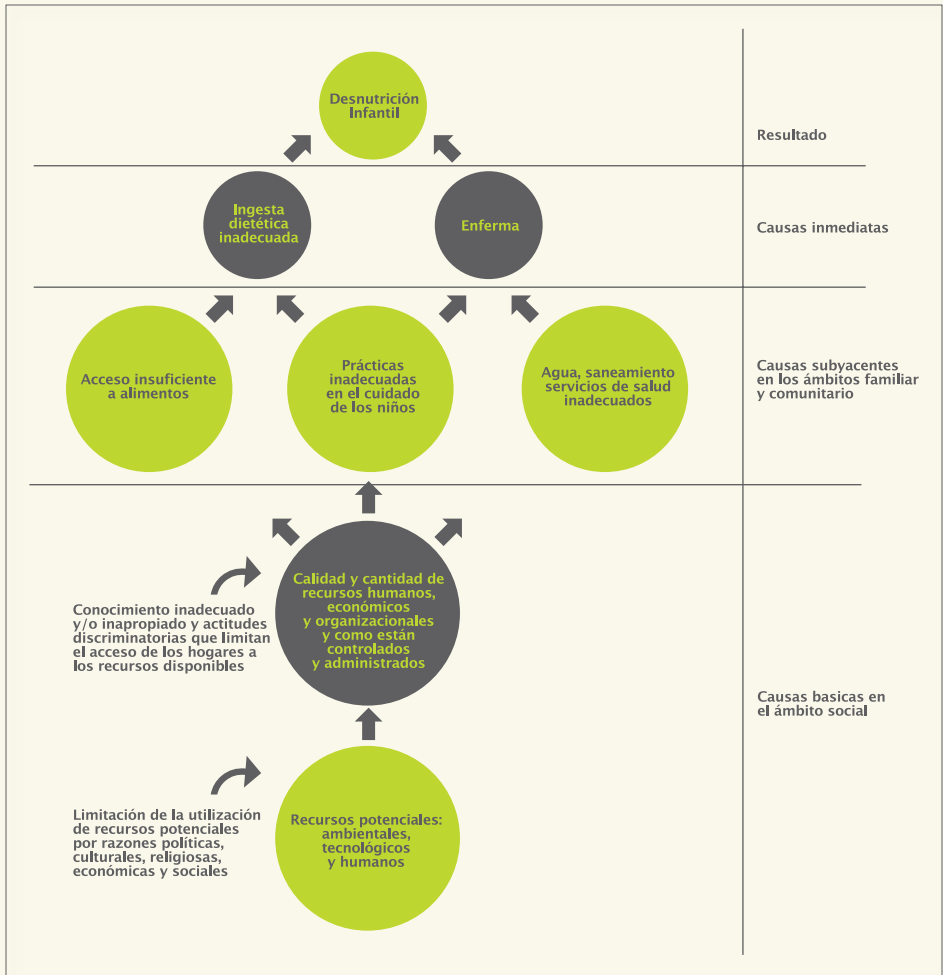 Desnutrición
Infantil
Resultado
Ingesta
dietética
inadecuada
Enferma
Causas inmediatas
Acceso insuficiente
a alimentos
Prácticas
inadecuadas
en el cuidado
de los niños
Agua, saneamiento
servicios de salud
inadecuados
Causas subyacentes
en los ámbitos familiar
y comunitario
Calidad y cantidad de
recursos humanos,
económicos
y organizacionales
y como están
controlados
y administrados
Conocimiento inadecuado
y/o inapropiado y actitudes
discriminatorias que limitan
el acceso de los hogares a
los recursos disponibles
Causas basicas en
el ámbito social
Recursos potenciales:
ambientales,
tecnológicos
y humanos
Limitación de la utilización
de recursos potenciales
por razones políticas,
culturales, religiosas,
económicas y sociales